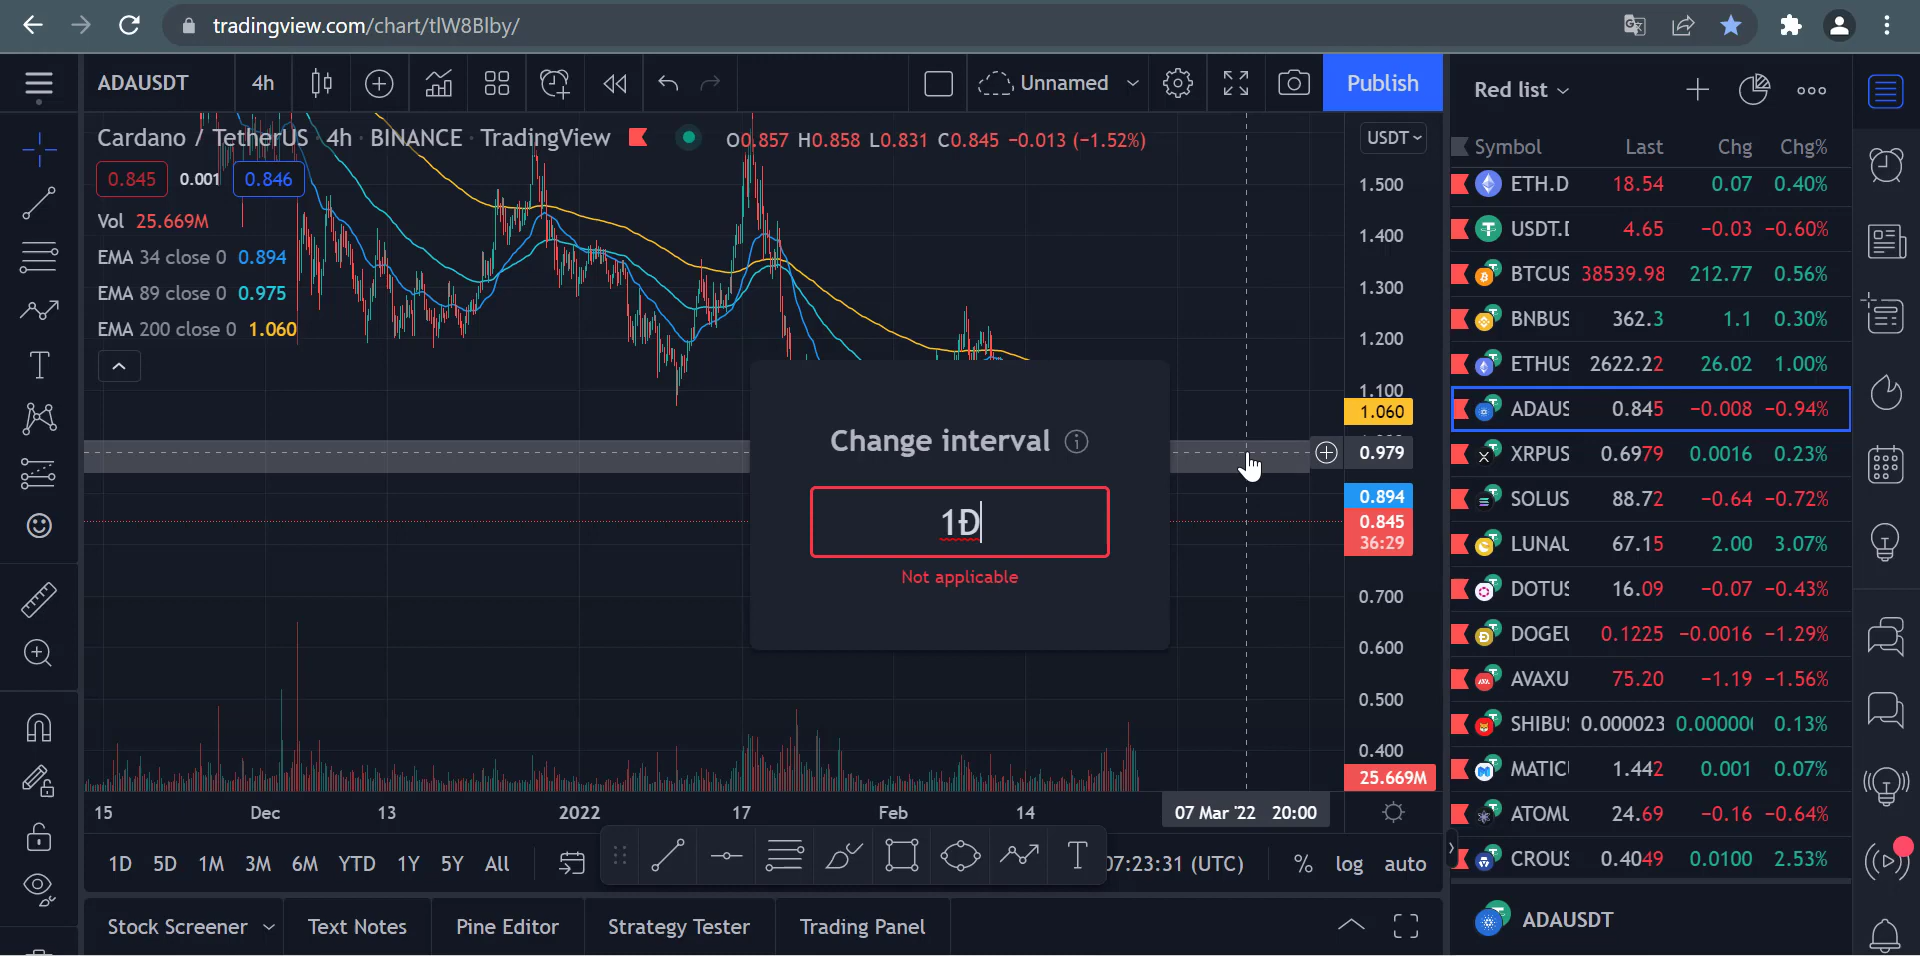 tradingview.com/chart/tlW8Blby/
ADAUSDT 4h Unnamed Publish
Cardano / TetherUS · 4h · BINANCE · TradingView O0.857 H0.858 L0.831 C0.845 −0.013 (−1.52%) USDT
0.845 0.001 0.846
Vol 25.669M
EMA 34 close 0 0.894
EMA 89 close 0 0.975
EMA 200 close 0 1.060
1.500
1.400
1.300
1.200
1.100
1.060
0.979
0.894
0.845
36:29
0.700
0.600
0.500
0.400
25.669M
Change interval
1Đ
Not applicable
15 Dec 13 2022 17 Feb 14 07 Mar '22 20:00
1D 5D 1M 3M 6M YTD 1Y 5Y All 07:23:31 (UTC) % log auto
Stock Screener Text Notes Pine Editor Strategy Tester Trading Panel
Red list
Symbol Last Chg Chg%
ETH.D 18.54 0.07 0.40%
USDT.D 4.65 −0.03 −0.60%
BTCUS 38539.98 212.77 0.56%
BNBUS 362.3 1.1 0.30%
ETHUS 2622.22 26.02 1.00%
ADAUS 0.845 −0.008 −0.94%
XRPUS 0.6979 0.0016 0.23%
SOLUS 88.72 −0.64 −0.72%
LUNAU 67.15 2.00 3.07%
DOTUS 16.09 −0.07 −0.43%
DOGEU 0.1225 −0.0016 −1.29%
AVAXU 75.20 −1.19 −1.56%
SHIBUS 0.000023 0.000000 0.13%
MATICU 1.442 0.001 0.07%
ATOMU 24.69 −0.16 −0.64%
CROUS 0.4049 0.0100 2.53%
ADAUSDT